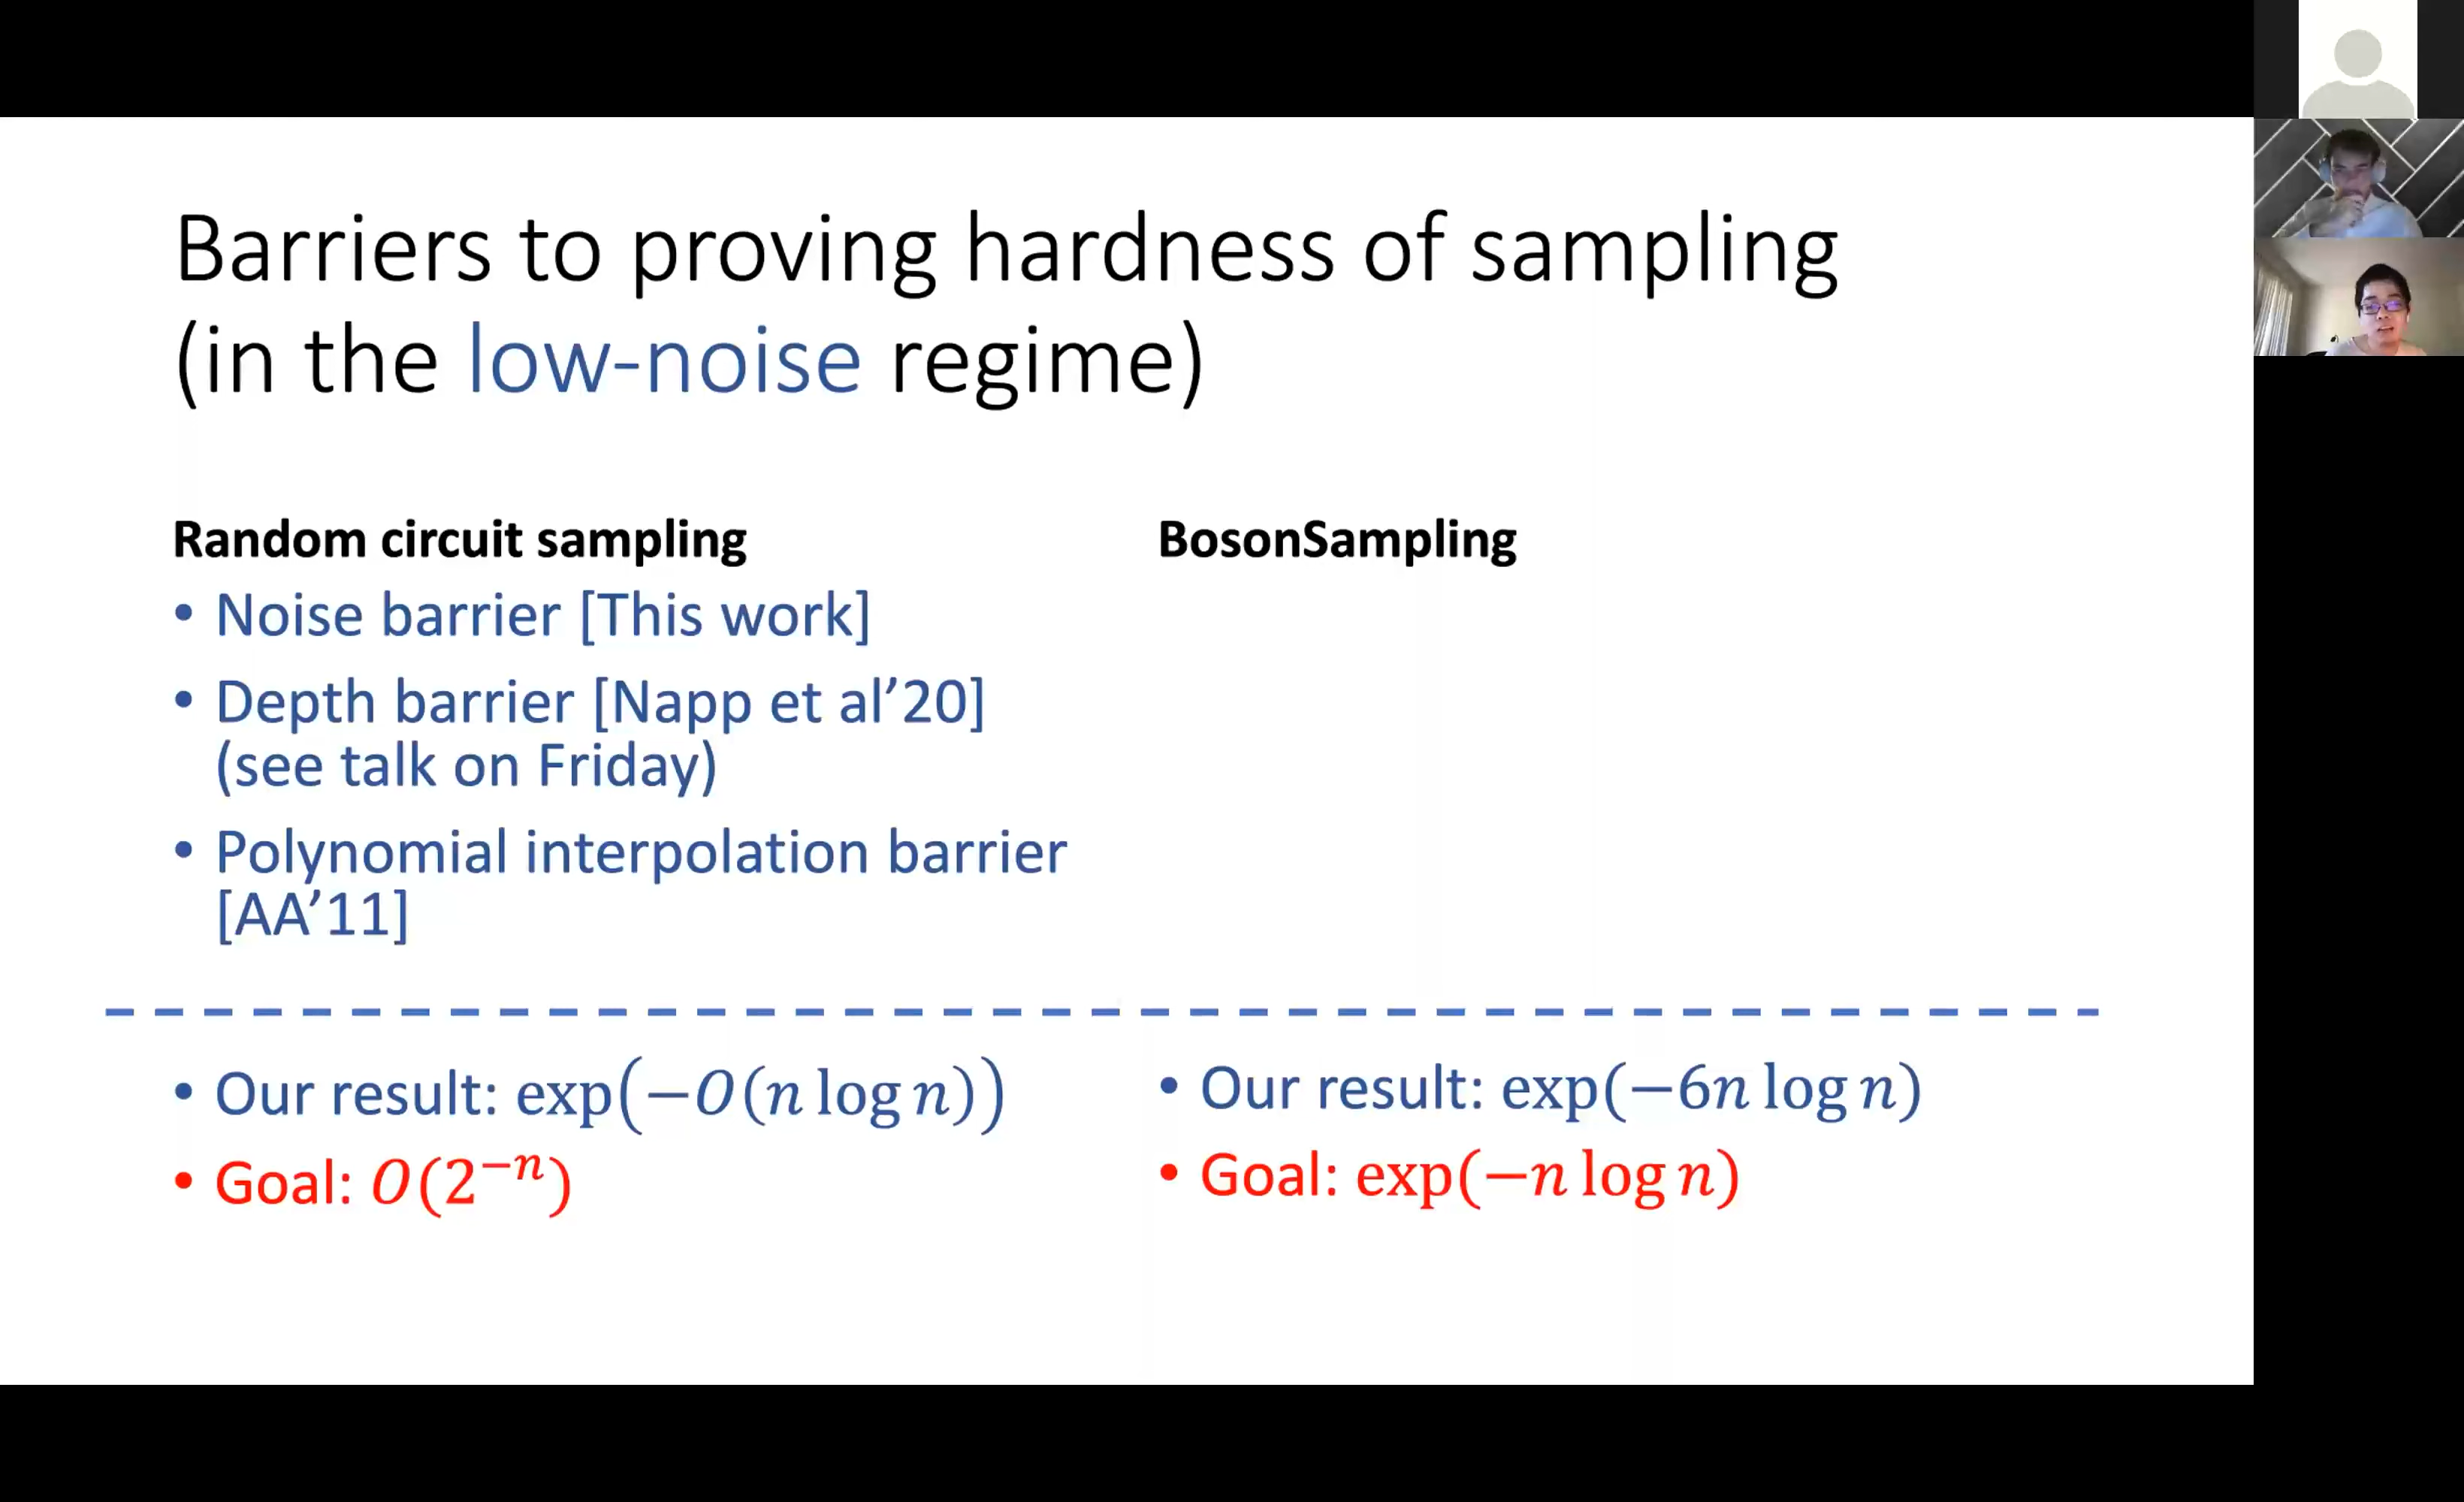 Barriers to proving hardness of sampling
(in the low-noise regime)
Random circuit sampling
• Noise barrier [This work]
• Depth barrier [Napp et al’20]
(see talk on Friday)
• Polynomial interpolation barrier
[AA’11]
• Our result: exp(−O(n log n))
• Goal: O(2⁻ⁿ)
BosonSampling
• Our result: exp(−6n log n)
• Goal: exp(−n log n)